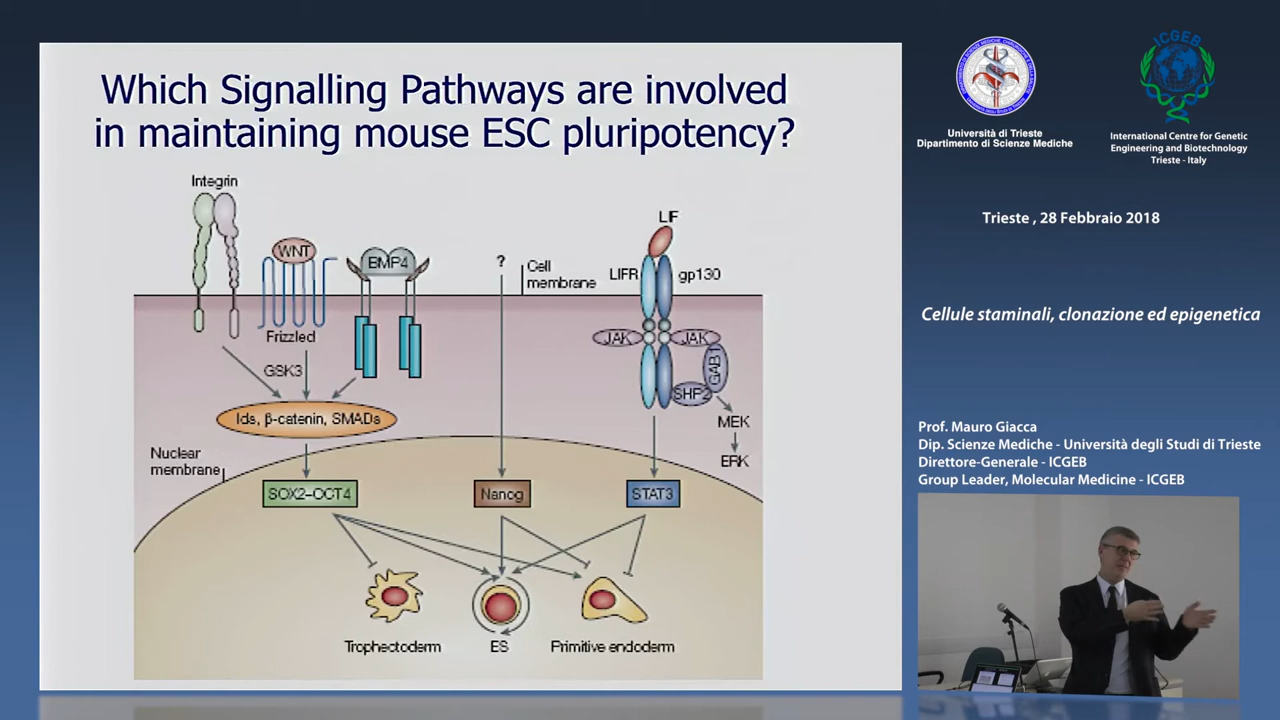 Which Signalling Pathways are involved
in maintaining mouse ESC pluripotency?
Integrin
WNT
BMP4
?
Cell
membrane
LIF
LIFR
gp130
Frizzled
GSK3
JAK
JAK
GAB1
SHP2
MEK
ERK
Ids, β-catenin, SMADs
Nuclear
membrane
SOX2–OCT4
Nanog
STAT3
Trophectoderm
ES
Primitive endoderm
ICGEB
Università di Trieste
Dipartimento di Scienze Mediche
International Centre for Genetic
Engineering and Biotechnology
Trieste - Italy
Trieste , 28 Febbraio 2018
Cellule staminali, clonazione ed epigenetica
Prof. Mauro Giacca
Dip. Scienze Mediche - Università degli Studi di Trieste
Direttore-Generale - ICGEB
Group Leader, Molecular Medicine - ICGEB